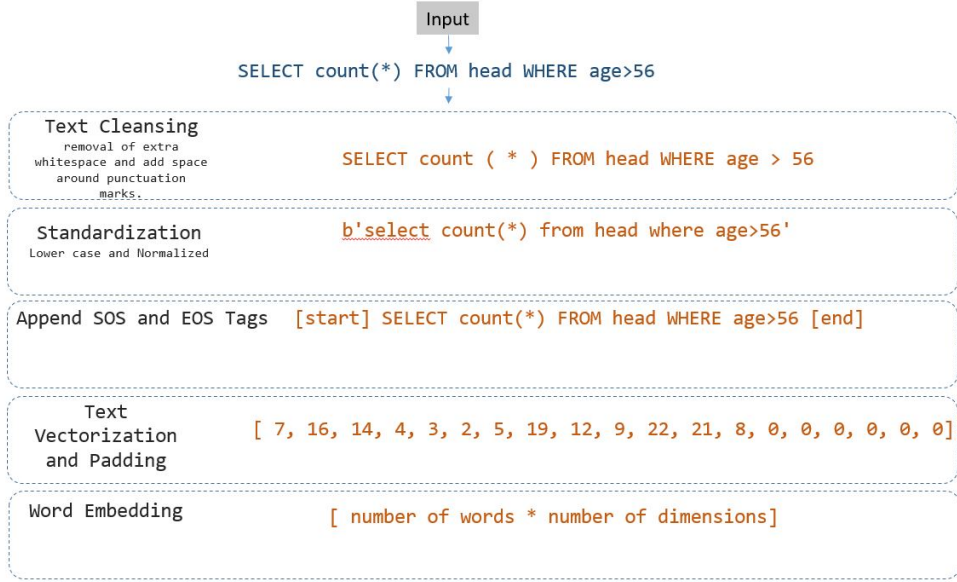 Input
SELECT count(*) FROM head WHERE age>56
Text Cleansing
removal of extra
whitespace and add space
around punctuation
marks.
SELECT count ( * ) FROM head WHERE age > 56
Standardization
Lower case and Normalized
b'select count(*) from head where age>56'
Append SOS and EOS Tags
[start] SELECT count(*) FROM head WHERE age>56 [end]
Text
Vectorization
and Padding
[ 7, 16, 14, 4, 3, 2, 5, 19, 12, 9, 22, 21, 8, 0, 0, 0, 0, 0, 0]
Word Embedding
[ number of words * number of dimensions]